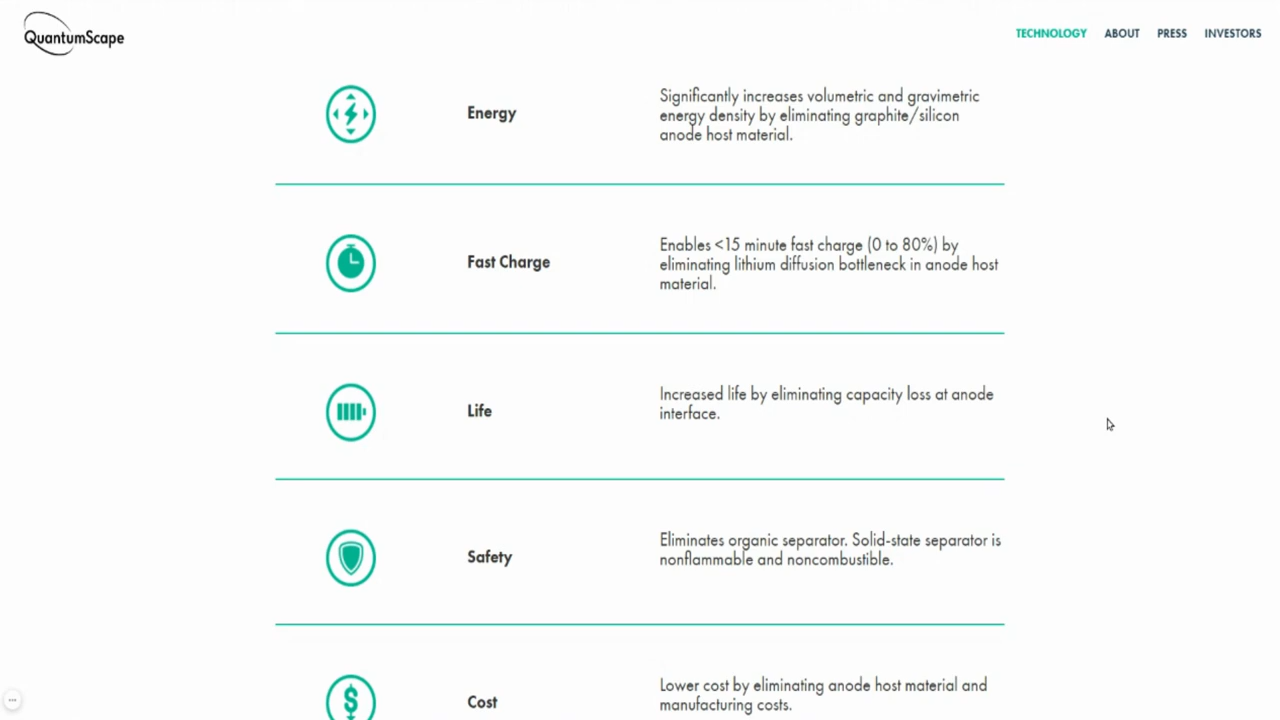 QuantumScape
TECHNOLOGY ABOUT PRESS INVESTORS
Energy
Significantly increases volumetric and gravimetric
energy density by eliminating graphite/silicon
anode host material.
Fast Charge
Enables <15 minute fast charge (0 to 80%) by
eliminating lithium diffusion bottleneck in anode host
material.
Life
Increased life by eliminating capacity loss at anode
interface.
Safety
Eliminates organic separator. Solid-state separator is
nonflammable and noncombustible.
Cost
Lower cost by eliminating anode host material and
manufacturing costs.